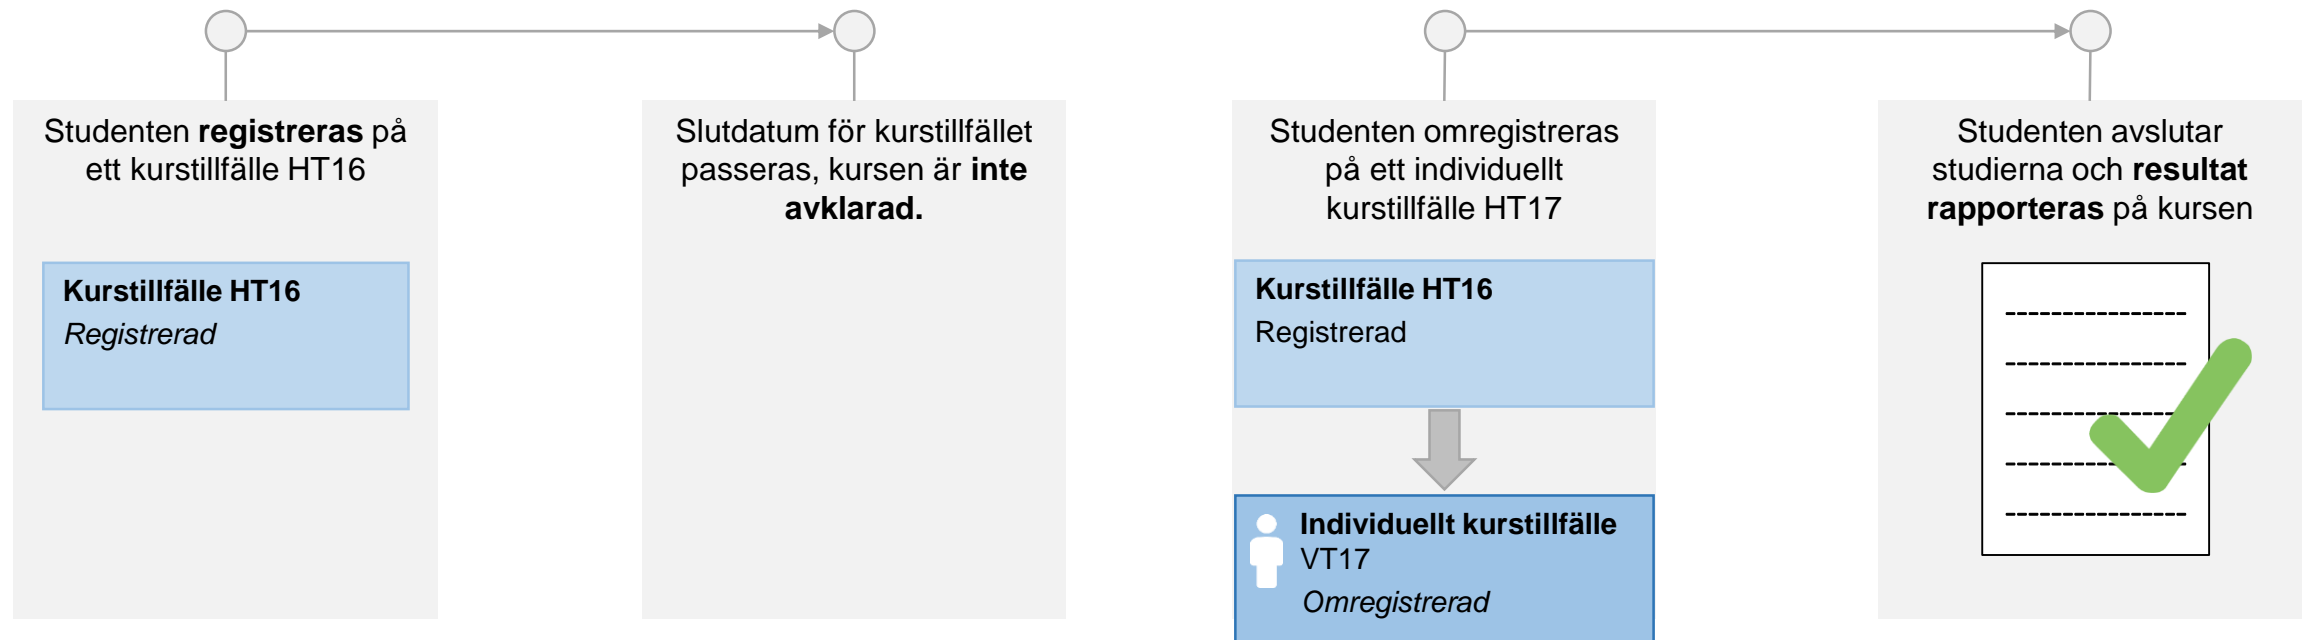 Studenten registreras på
ett kurstillfälle HT16
Kurstillfälle HT16
Registrerad
Slutdatum för kurstillfället
passeras, kursen är inte
avklarad.
Studenten omregistreras
på ett individuellt
kurstillfälle HT17
Kurstillfälle HT16
Registrerad
Individuellt kurstillfälle
VT17
Omregistrerad
Studenten avslutar
studierna och resultat
rapporteras på kursen